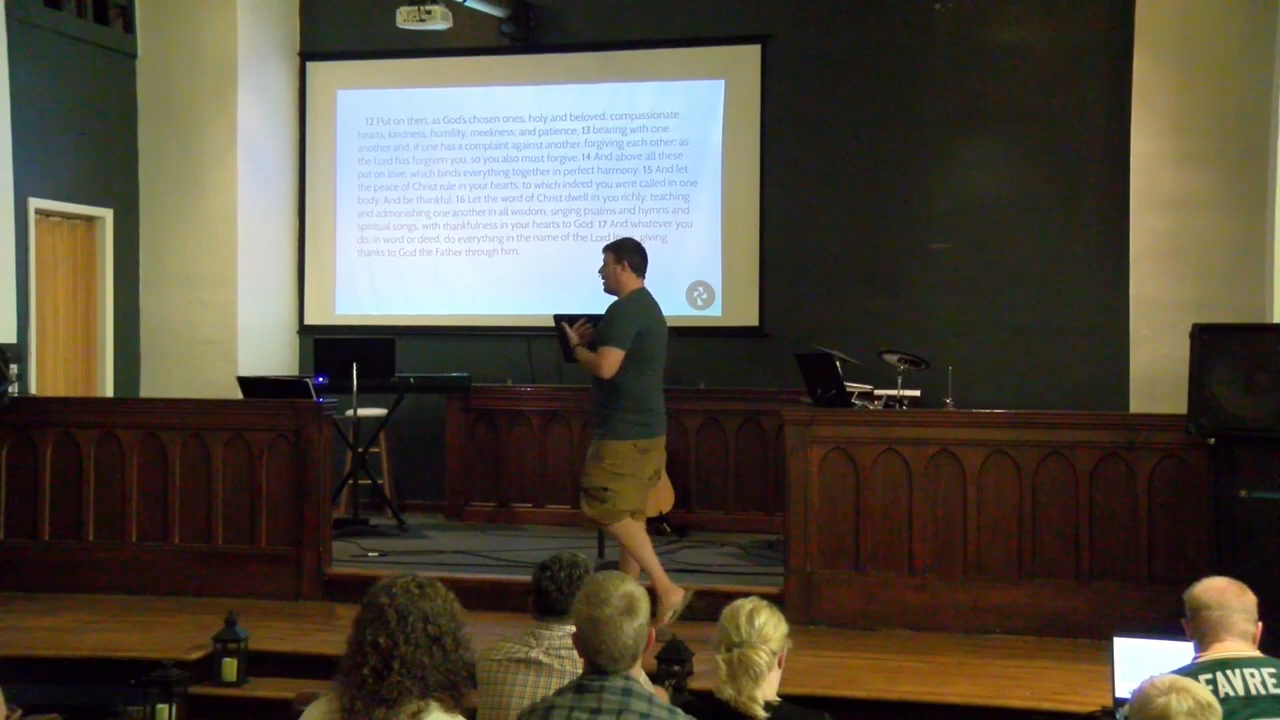 12 Put on then, as God's chosen ones, holy and beloved, compassionate
hearts, kindness, humility, meekness, and patience, 13 bearing with one
another and, if one has a complaint against another, forgiving each other; as
the Lord has forgiven you, so you also must forgive. 14 And above all these
put on love, which binds everything together in perfect harmony. 15 And let
the peace of Christ rule in your hearts, to which indeed you were called in one
body. And be thankful. 16 Let the word of Christ dwell in you richly, teaching
and admonishing one another in all wisdom, singing psalms and hymns and
spiritual songs, with thankfulness in your hearts to God. 17 And whatever you
do, in word or deed, do everything in the name of the Lord Jesus, giving
thanks to God the Father through him.
FAVRE